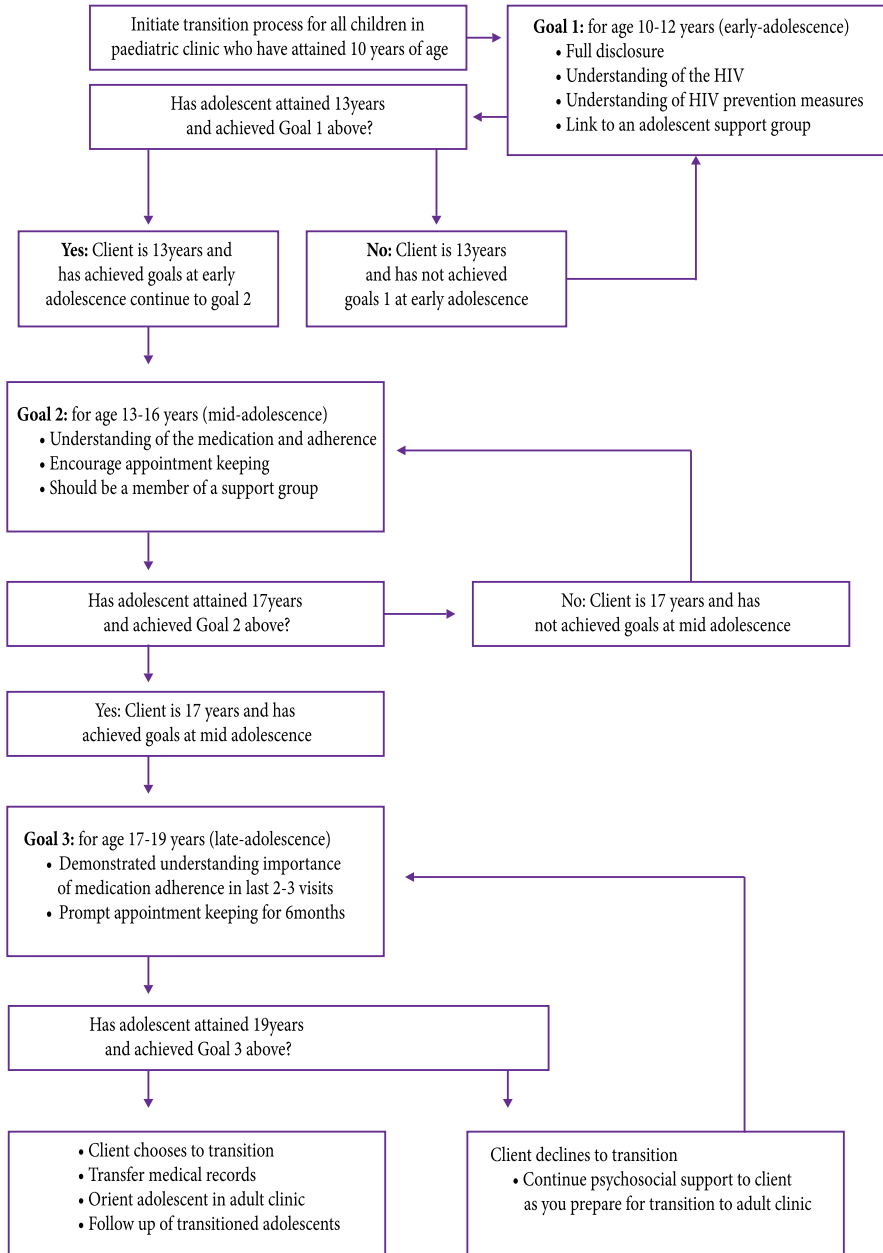 Initiate transition process for all children in
paediatric clinic who have attained 10 years of age
Goal 1: for age 10-12 years (early-adolescence)
• Full disclosure
• Understanding of the HIV
• Understanding of HIV prevention measures
• Link to an adolescent support group
Has adolescent attained 13years
and achieved Goal 1 above?
Yes: Client is 13years and
has achieved goals at early
adolescence continue to goal 2
No: Client is 13years
and has not achieved
goals 1 at early adolescence
Goal 2: for age 13-16 years (mid-adolescence)
• Understanding of the medication and adherence
• Encourage appointment keeping
• Should be a member of a support group
Has adolescent attained 17years
and achieved Goal 2 above?
No: Client is 17 years and has
not achieved goals at mid adolescence
Yes: Client is 17 years and has
achieved goals at mid adolescence
Goal 3: for age 17-19 years (late-adolescence)
• Demonstrated understanding importance
of medication adherence in last 2-3 visits
• Prompt appointment keeping for 6months
Has adolescent attained 19years
and achieved Goal 3 above?
• Client chooses to transition
• Transfer medical records
• Orient adolescent in adult clinic
• Follow up of transitioned adolescents
Client declines to transition
• Continue psychosocial support to client
as you prepare for transition to adult clinic